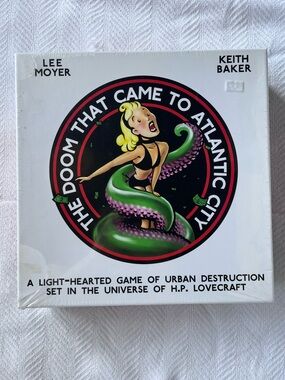 LEE
MOYER
KEITH
BAKER
THE DOOM THAT CAME TO ATLANTIC CITY
A LIGHT-HEARTED GAME OF URBAN DESTRUCTION
SET IN THE UNIVERSE OF H.P. LOVECRAFT